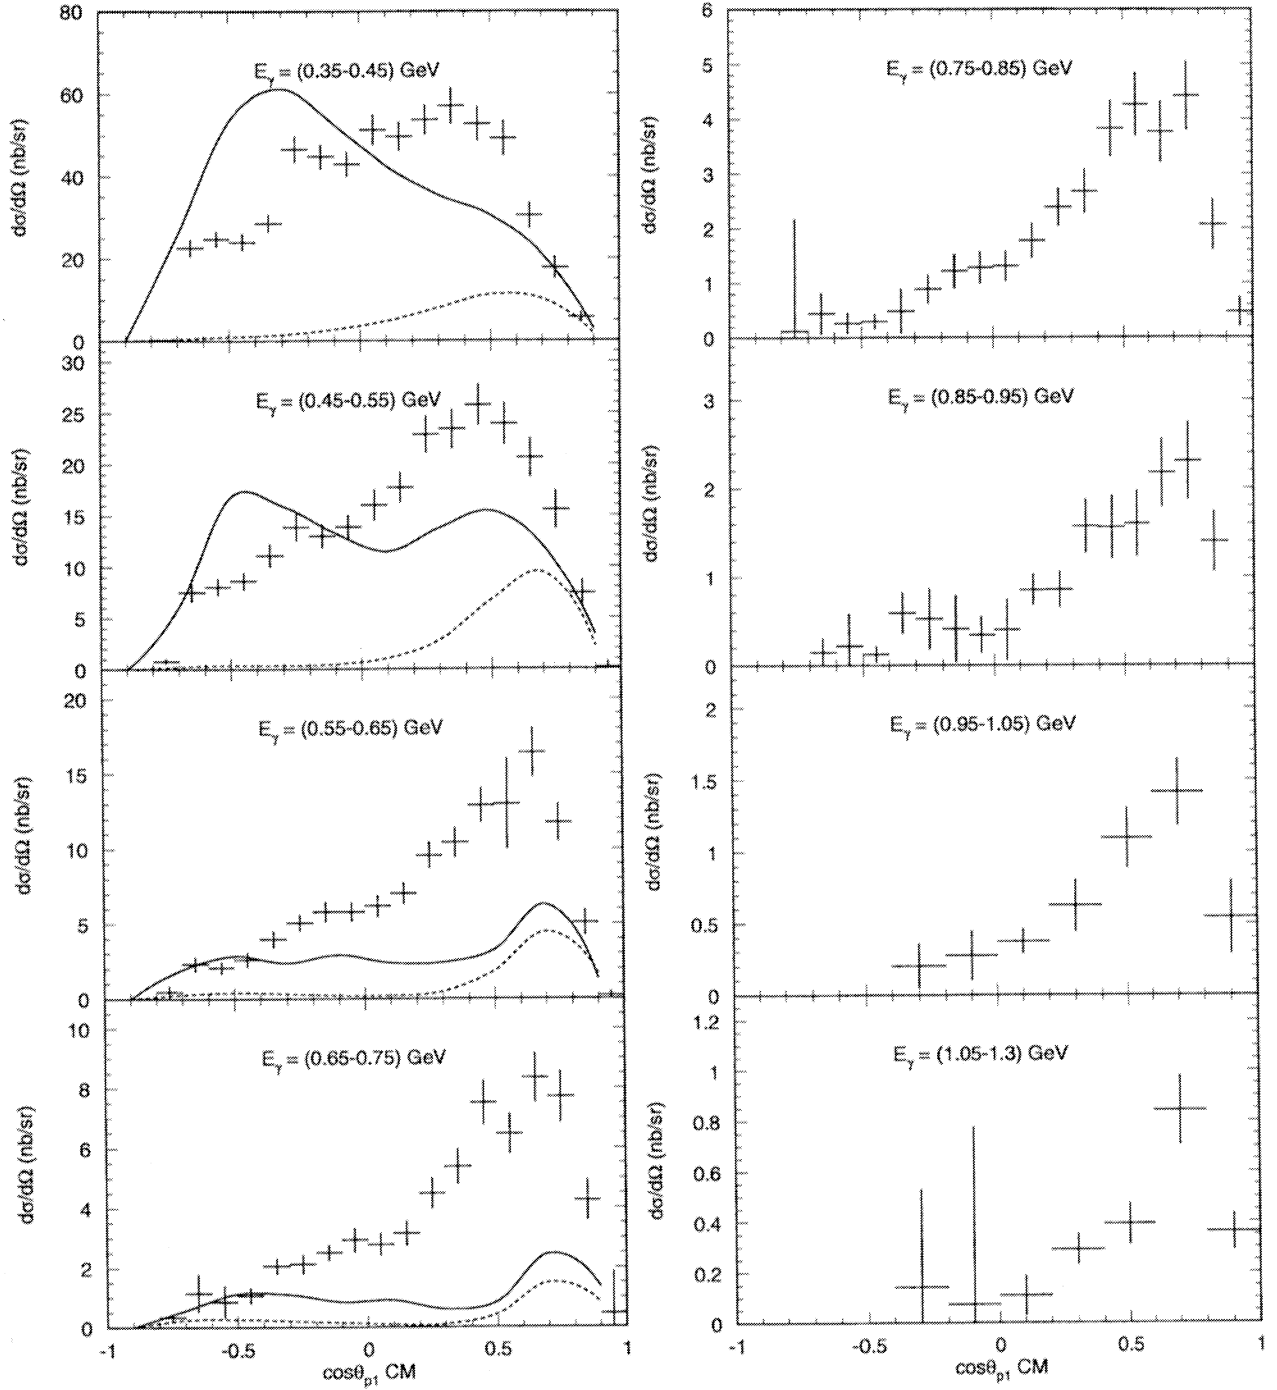 80
60
40
20
0
dσ/dΩ (nb/sr)
Eγ = (0.35-0.45) GeV
30
25
20
15
10
5
0
dσ/dΩ (nb/sr)
Eγ = (0.45-0.55) GeV
20
15
10
5
0
dσ/dΩ (nb/sr)
Eγ = (0.55-0.65) GeV
10
8
6
4
2
0
dσ/dΩ (nb/sr)
Eγ = (0.65-0.75) GeV
-1 -0.5 0 0.5 1
cosθp1 CM
6
5
4
3
2
1
0
dσ/dΩ (nb/sr)
Eγ = (0.75-0.85) GeV
3
2
1
0
dσ/dΩ (nb/sr)
Eγ = (0.85-0.95) GeV
2
1.5
1
0.5
0
dσ/dΩ (nb/sr)
Eγ = (0.95-1.05) GeV
1.2
1
0.8
0.6
0.4
0.2
0
dσ/dΩ (nb/sr)
Eγ = (1.05-1.3) GeV
-1 -0.5 0 0.5 1
cosθp1 CM